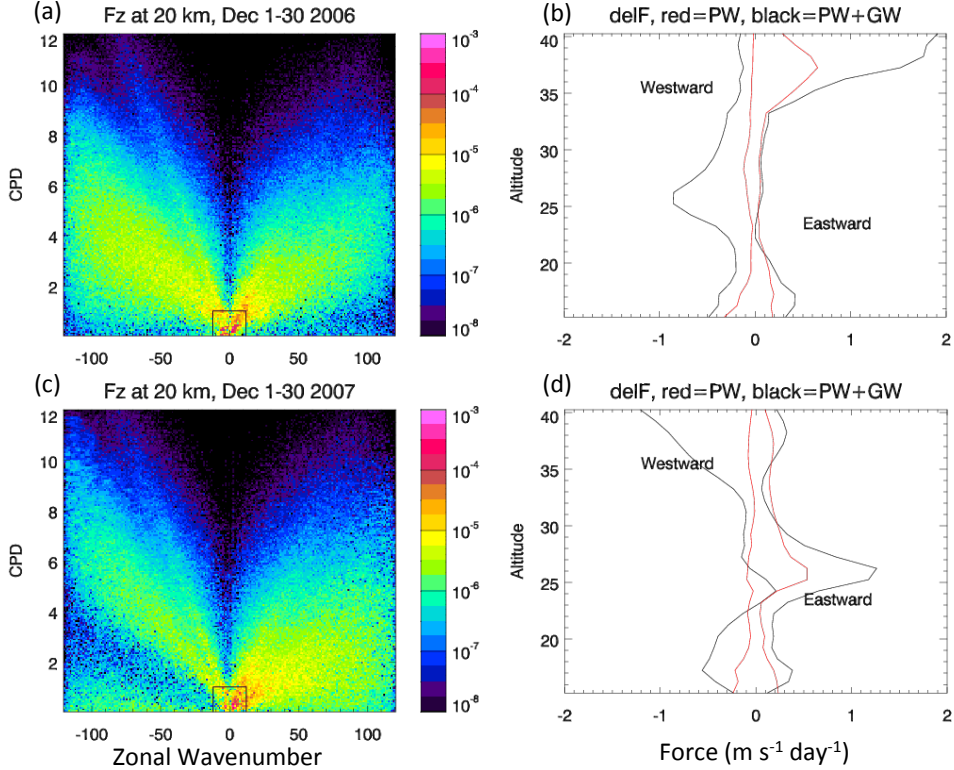 (a)
Fz at 20 km, Dec 1-30 2006
12
10
8
6
4
2
CPD
-100 -50 0 50 100
10-3
10-4
10-5
10-6
10-7
10-8
(b)
delF, red=PW, black=PW+GW
40
35
30
25
20
Altitude
Westward
Eastward
-2 -1 0 1 2
(c)
Fz at 20 km, Dec 1-30 2007
12
10
8
6
4
2
CPD
-100 -50 0 50 100
Zonal Wavenumber
10-3
10-4
10-5
10-6
10-7
10-8
(d)
delF, red=PW, black=PW+GW
40
35
30
25
20
Altitude
Westward
Eastward
-2 -1 0 1 2
Force (m s-1 day-1)